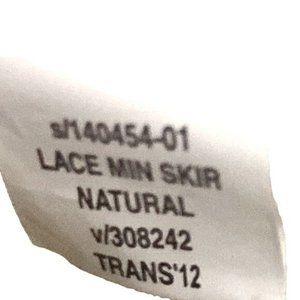 s/140454-01
LACE MIN SKIR
NATURAL
v/308242
TRANS'12